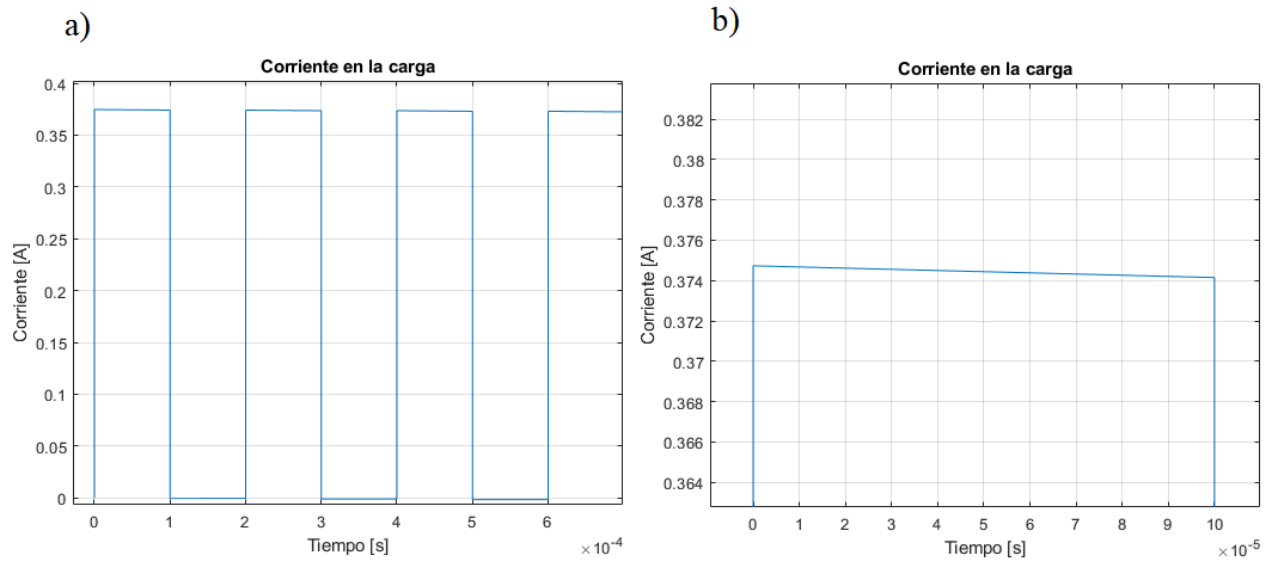 a)
Corriente en la carga
Corriente [A]
0.4
0.35
0.3
0.25
0.2
0.15
0.1
0.05
0
0 1 2 3 4 5 6
Tiempo [s]
×10-4
b)
Corriente en la carga
Corriente [A]
0.382
0.38
0.378
0.376
0.374
0.372
0.37
0.368
0.366
0.364
0 1 2 3 4 5 6 7 8 9 10
Tiempo [s]
×10-5